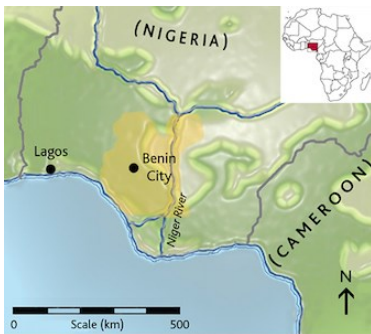 (NIGERIA)
Lagos
Benin
City
Niger River
(CAMEROON)
N
0
Scale (km)
500